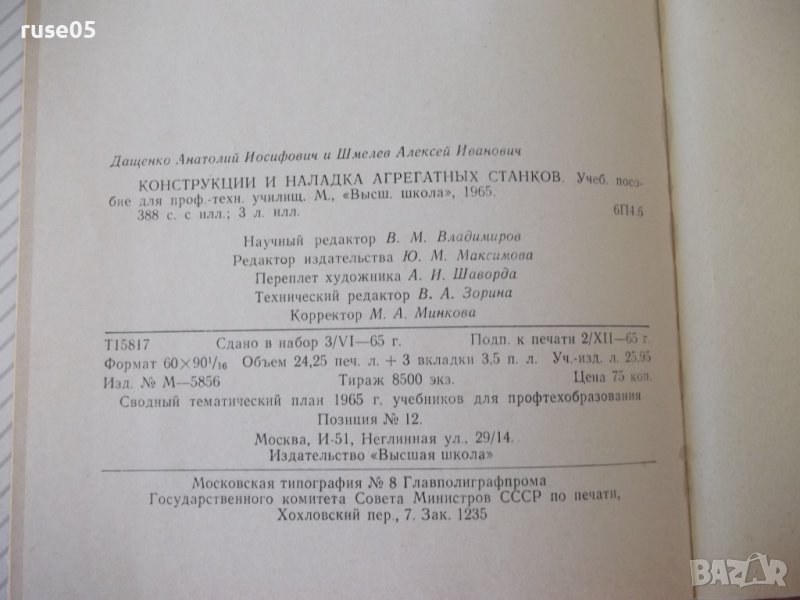 ruse05
Дащенко Анатолий Иосифович и Шмелев Алексей Иванович
КОНСТРУКЦИИ И НАЛАДКА АГРЕГАТНЫХ СТАНКОВ. Учеб. посо-
бие для проф.-техн. училищ. М., «Высш. школа», 1965.
388 с. с илл.; 3 л. илл.
6П4.6
Научный редактор В. М. Владимиров
Редактор издательства Ю. М. Максимова
Переплет художника А. И. Шаворда
Технический редактор В. А. Зорина
Корректор М. А. Минкова
Т15817 Сдано в набор 3/VI—65 г. Подп. к печати 2/XII—65 г.
Формат 60×90¹/₁₆ Объем 24,25 печ. л. + 3 вкладки 3,5 п. л. Уч.-изд. л. 25,95
Изд. № М—5856 Тираж 8500 экз. Цена 75 коп.
Сводный тематический план 1965 г. учебников для профтехобразования
Позиция № 12.
Москва, И-51, Неглинная ул., 29/14.
Издательство «Высшая школа»
Московская типография № 8 Главполиграфпрома
Государственного комитета Совета Министров СССР по печати,
Хохловский пер., 7. Зак. 1235
BAZAR